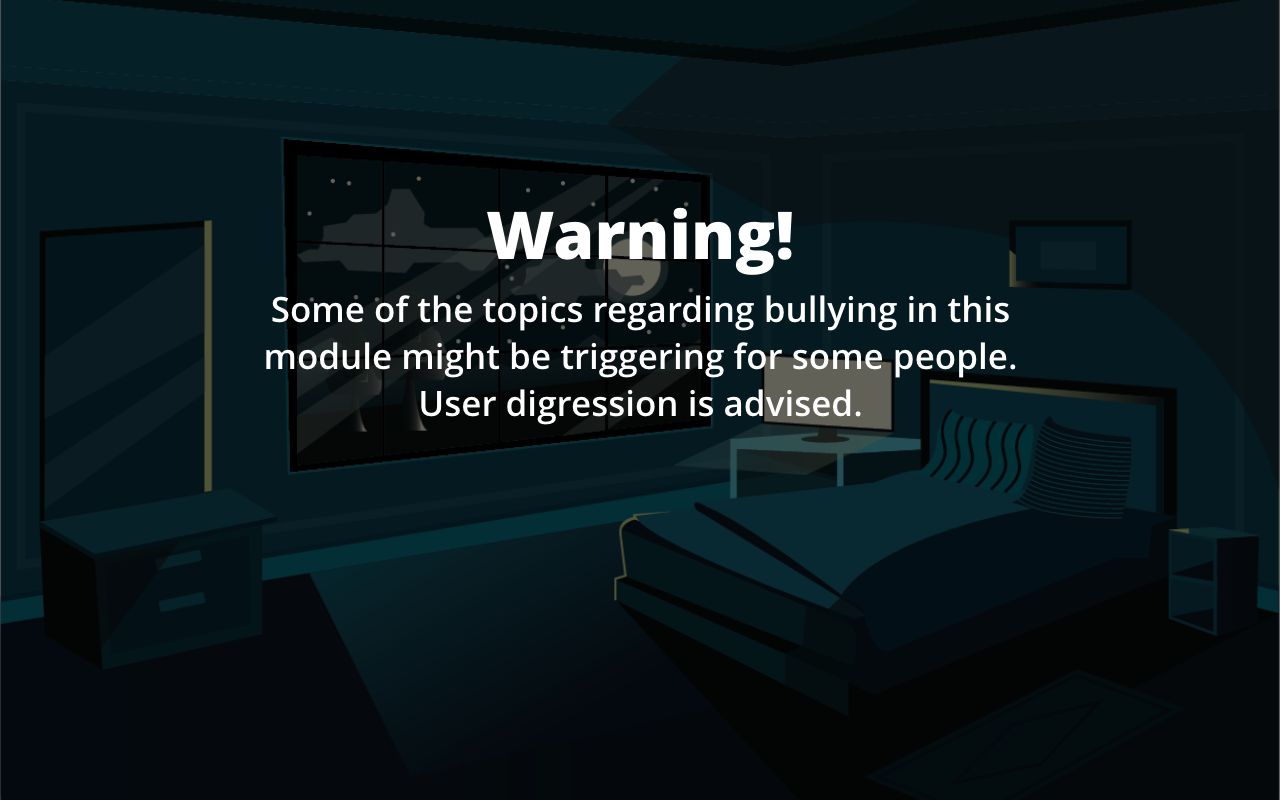 Warning!
Some of the topics regarding bullying in this
module might be triggering for some people.
User digression is advised.